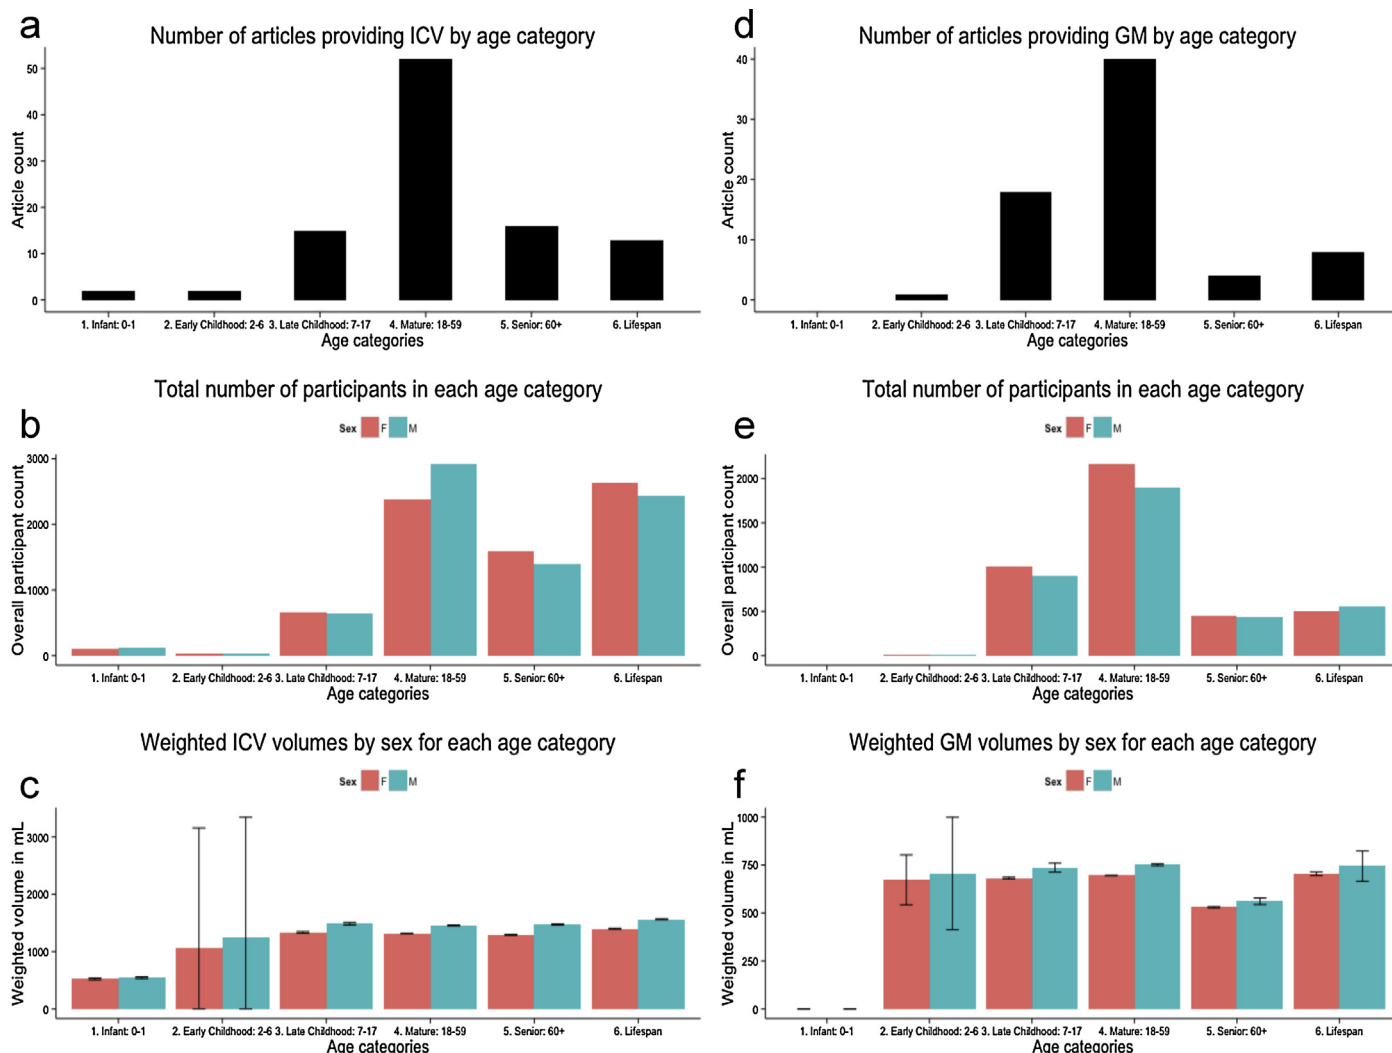 a
Number of articles providing ICV by age category
Article count
50
40
30
20
10
0
1. Infant: 0-1 2. Early Childhood: 2-6 3. Late Childhood: 7-17 4. Mature: 18-59 5. Senior: 60+ 6. Lifespan
Age categories
b
Total number of participants in each age category
Sex F M
Overall participant count
3000
2000
1000
0
1. Infant: 0-1 2. Early Childhood: 2-6 3. Late Childhood: 7-17 4. Mature: 18-59 5. Senior: 60+ 6. Lifespan
Age categories
c
Weighted ICV volumes by sex for each age category
Sex F M
Weighted volume in mL
3000
2000
1000
0
1. Infant: 0-1 2. Early Childhood: 2-6 3. Late Childhood: 7-17 4. Mature: 18-59 5. Senior: 60+ 6. Lifespan
Age categories
d
Number of articles providing GM by age category
Article count
40
30
20
10
0
1. Infant: 0-1 2. Early Childhood: 2-6 3. Late Childhood: 7-17 4. Mature: 18-59 5. Senior: 60+ 6. Lifespan
Age categories
e
Total number of participants in each age category
Sex F M
Overall participant count
2000
1500
1000
500
0
1. Infant: 0-1 2. Early Childhood: 2-6 3. Late Childhood: 7-17 4. Mature: 18-59 5. Senior: 60+ 6. Lifespan
Age categories
f
Weighted GM volumes by sex for each age category
Sex F M
Weighted volume in mL
1000
750
500
250
0
1. Infant: 0-1 2. Early Childhood: 2-6 3. Late Childhood: 7-17 4. Mature: 18-59 5. Senior: 60+ 6. Lifespan
Age categories